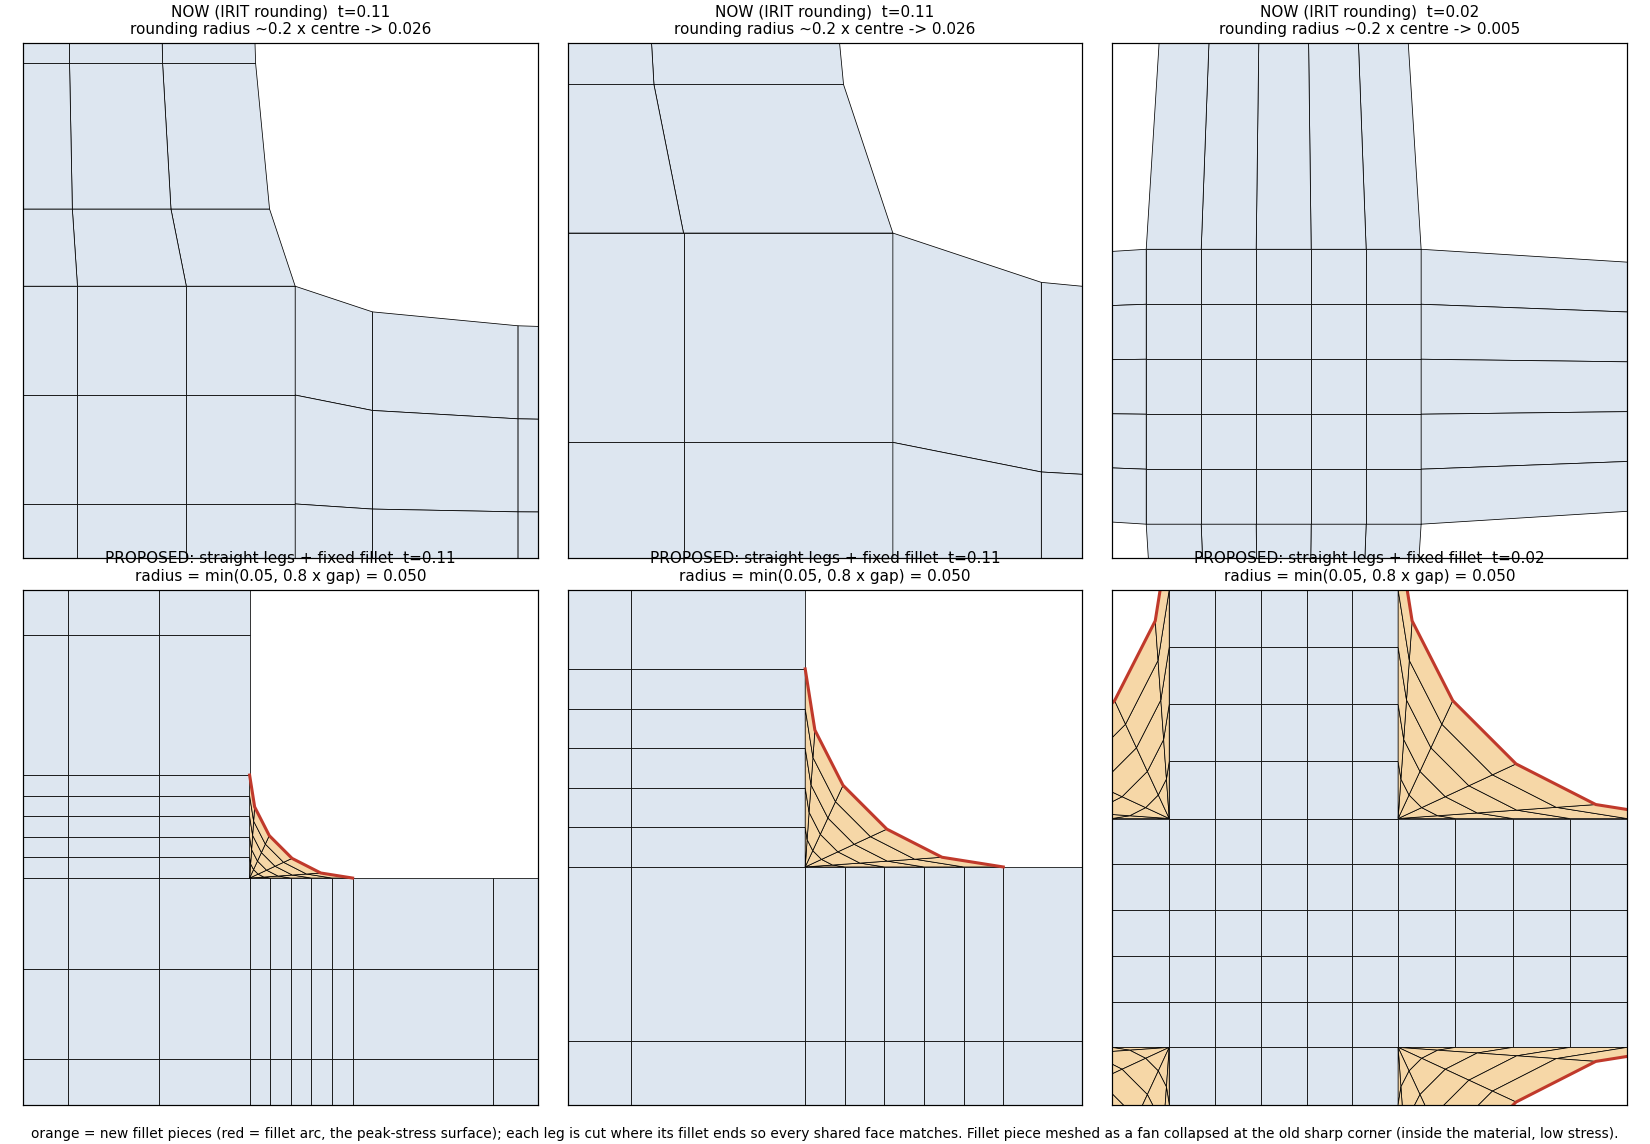 NOW (IRIT rounding)  t=0.11
rounding radius ~0.2 x centre -> 0.026
NOW (IRIT rounding)  t=0.11
rounding radius ~0.2 x centre -> 0.026
NOW (IRIT rounding)  t=0.02
rounding radius ~0.2 x centre -> 0.005
PROPOSED: straight legs + fixed fillet  t=0.11
radius = min(0.05, 0.8 x gap) = 0.050
PROPOSED: straight legs + fixed fillet  t=0.11
radius = min(0.05, 0.8 x gap) = 0.050
PROPOSED: straight legs + fixed fillet  t=0.02
radius = min(0.05, 0.8 x gap) = 0.050
orange = new fillet pieces (red = fillet arc, the peak-stress surface); each leg is cut where its fillet ends so every shared face matches. Fillet piece meshed as a fan collapsed at the old sharp corner (inside the material, low stress).